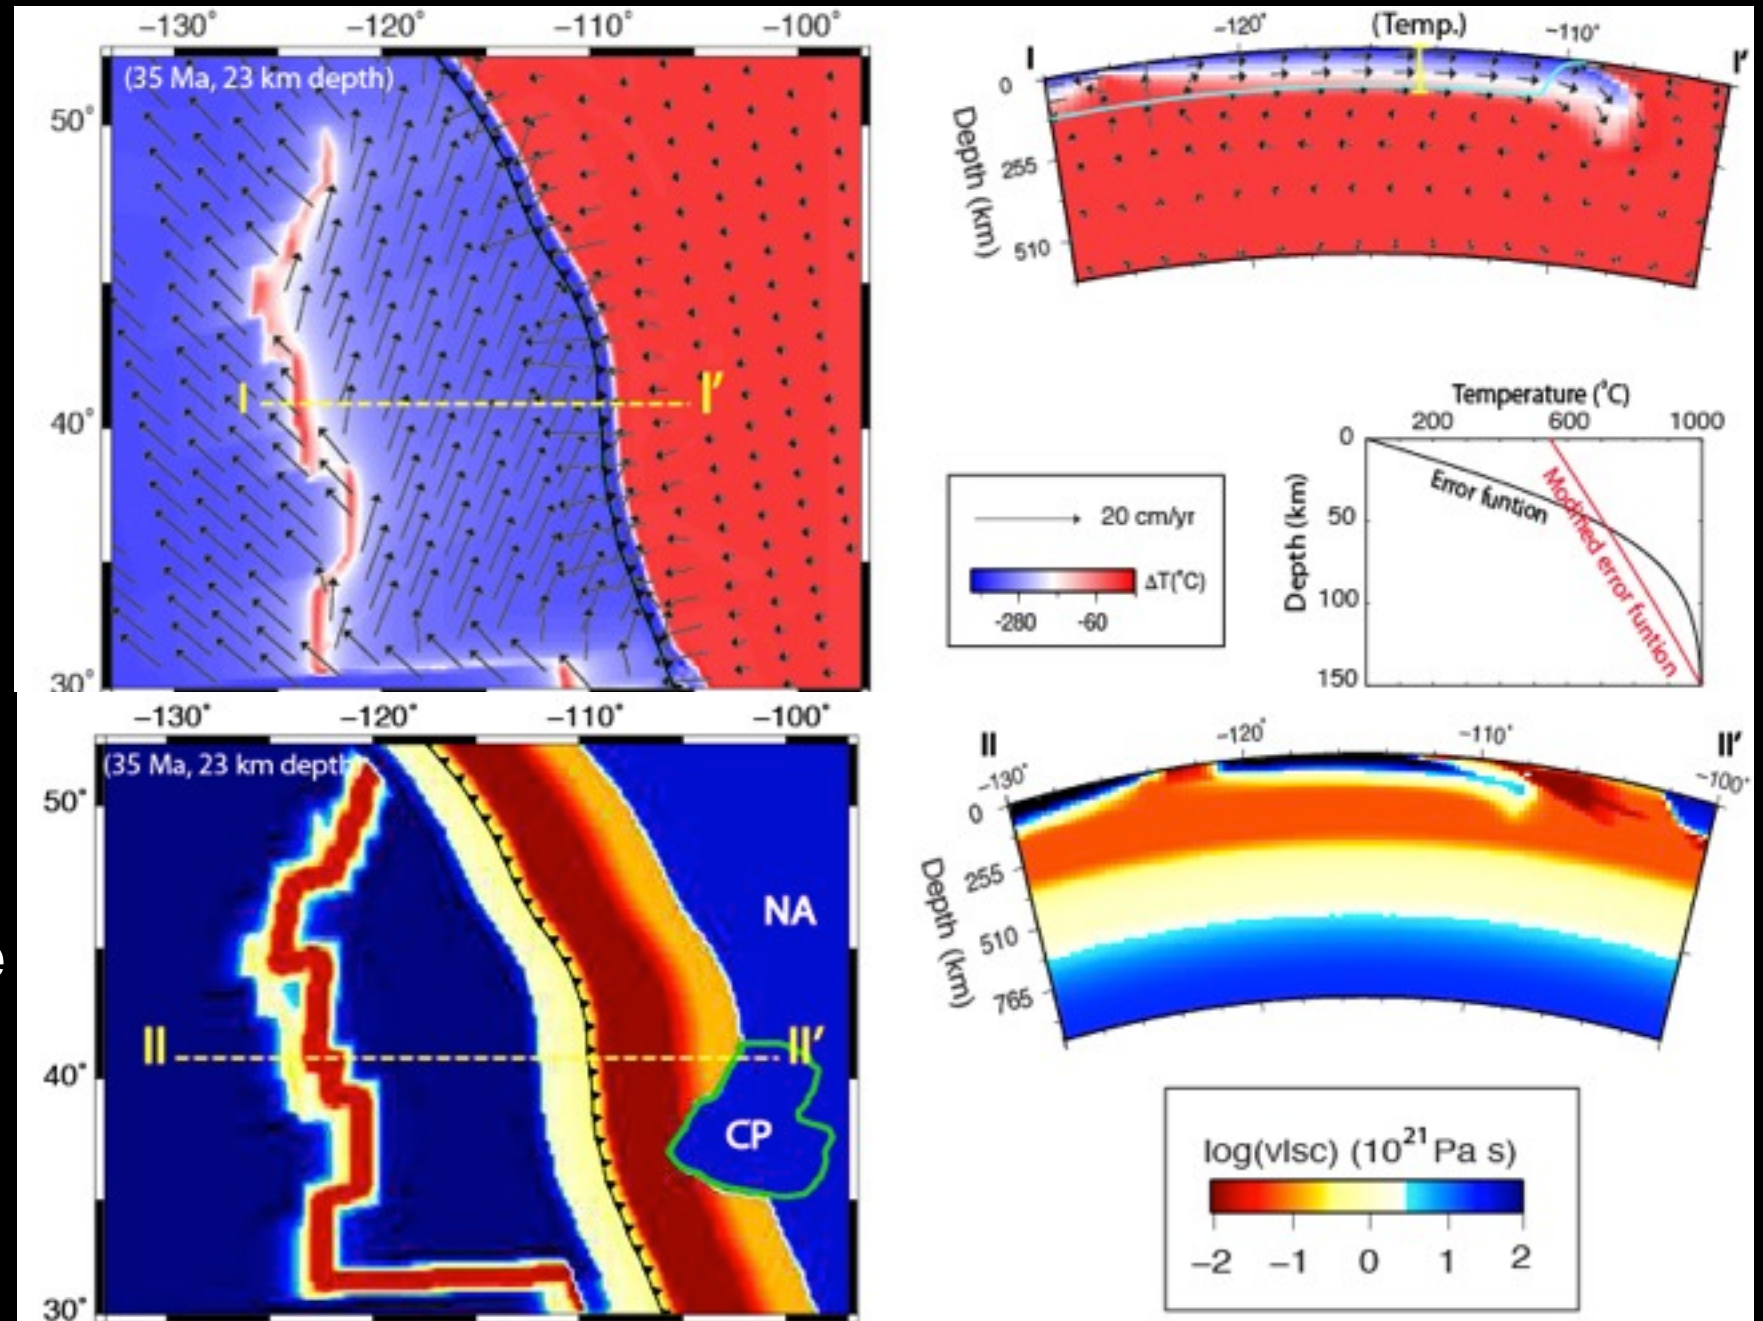 −130° −120° −110° −100°
(35 Ma, 23 km depth)
50°
40°
30°
I I′
I −120° (Temp.) −110° I′
0
255
510
Depth (km)
20 cm/yr
ΔT(°C)
-280 -60
Temperature (°C)
200 600 1000
0
50
100
150
Depth (km)
Error funtion
Modified error funtion
−130° −120° −110° −100°
(35 Ma, 23 km depth)
50°
40°
30°
NA
II II′
CP
II −120° −110° II′
−130° −100°
0
255
510
765
Depth (km)
log(visc) (10²¹ Pa s)
−2 −1 0 1 2
e